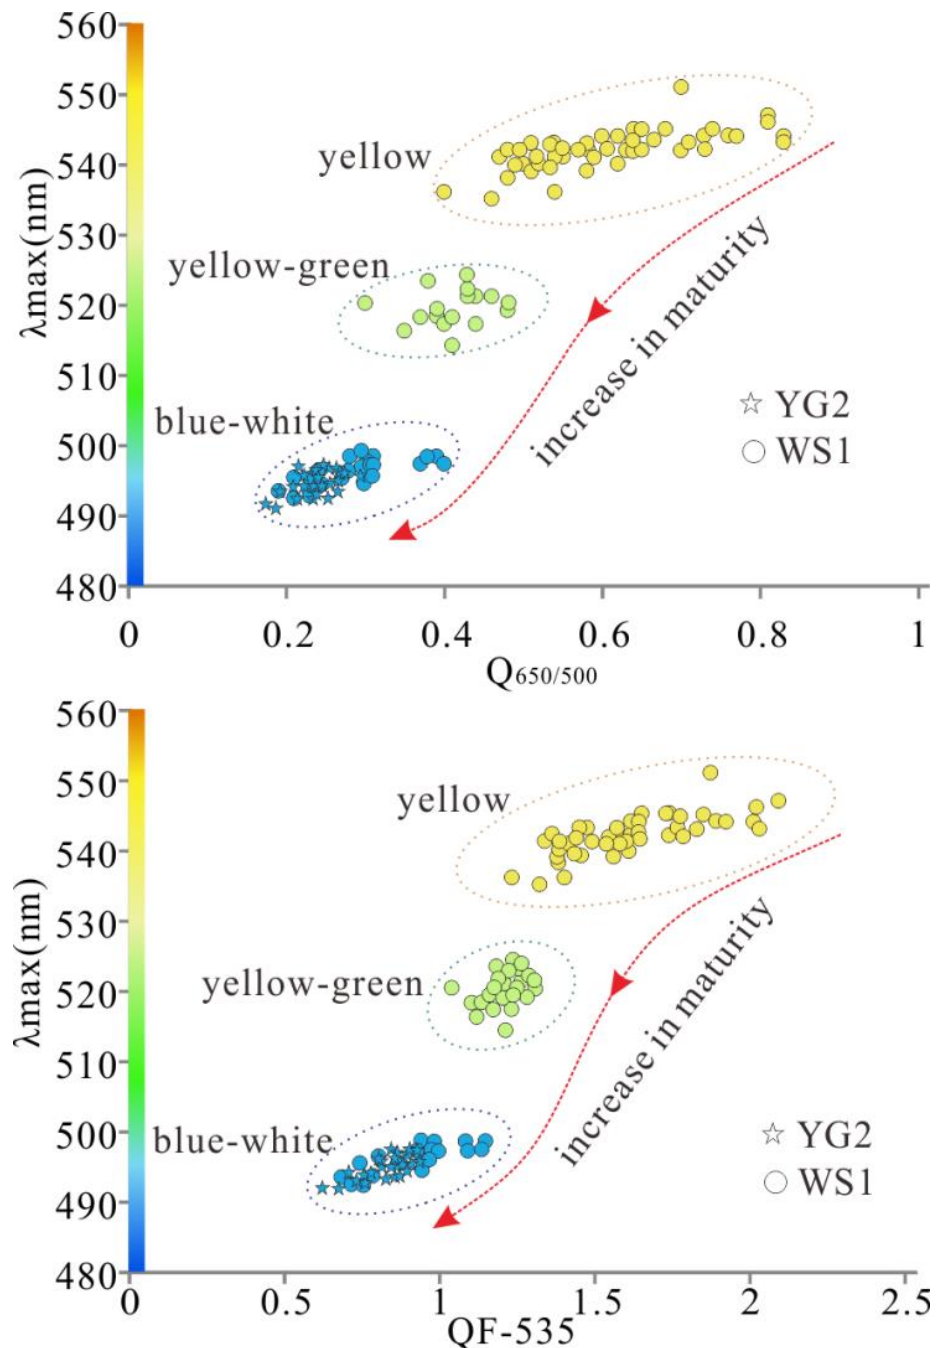 560
550
yellow
540
530
yellow-green
λmax(nm)
520
increase in maturity
510
YG2
blue-white
500
WS1
490
480
0
0.2
0.4
0.6
0.8
1
Q650/500
560
550
yellow
540
530
yellow-green
λmax(nm)
520
increase in maturity
510
blue-white
500
YG2
WS1
490
480
0
0.5
1
1.5
2
2.5
QF-535